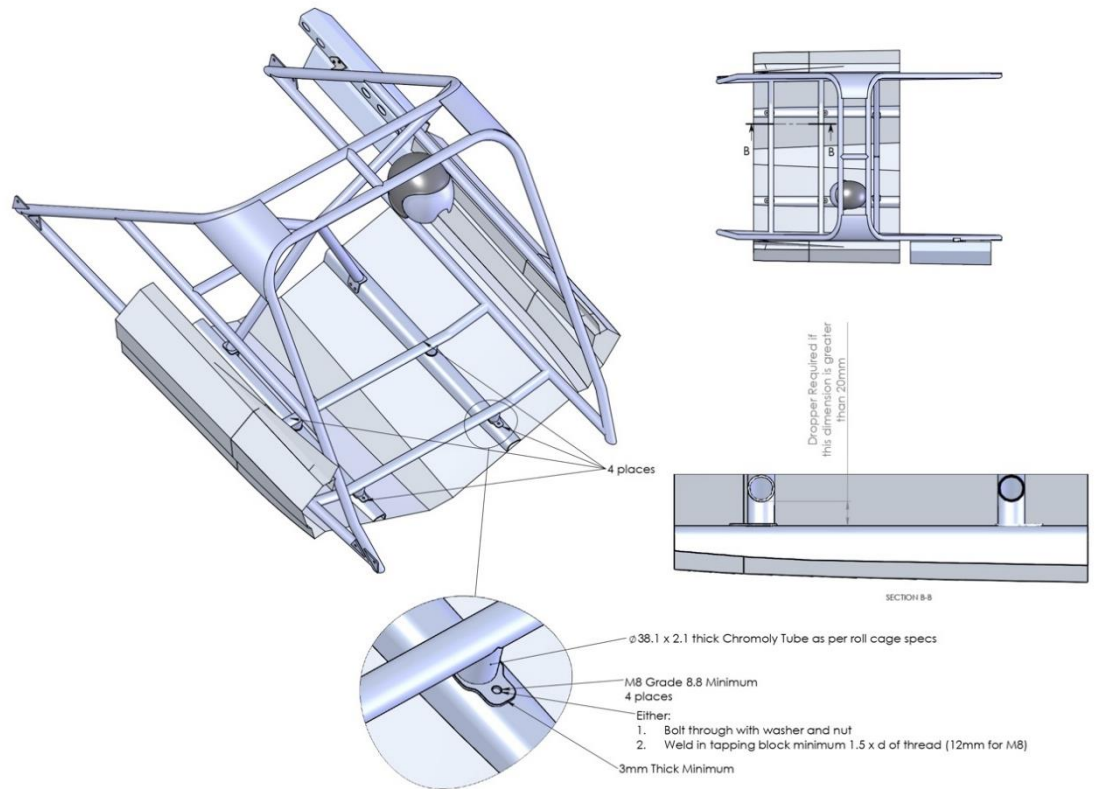 B
B
Dropper Required if
this dimension is greater
than 20mm
4 places
SECTION B-B
⌀38.1 x 2.1 thick Chromoly Tube as per roll cage specs
M8 Grade 8.8 Minimum
4 places
Either:
1. Bolt through with washer and nut
2. Weld in tapping block minimum 1.5 x d of thread (12mm for M8)
3mm Thick Minimum